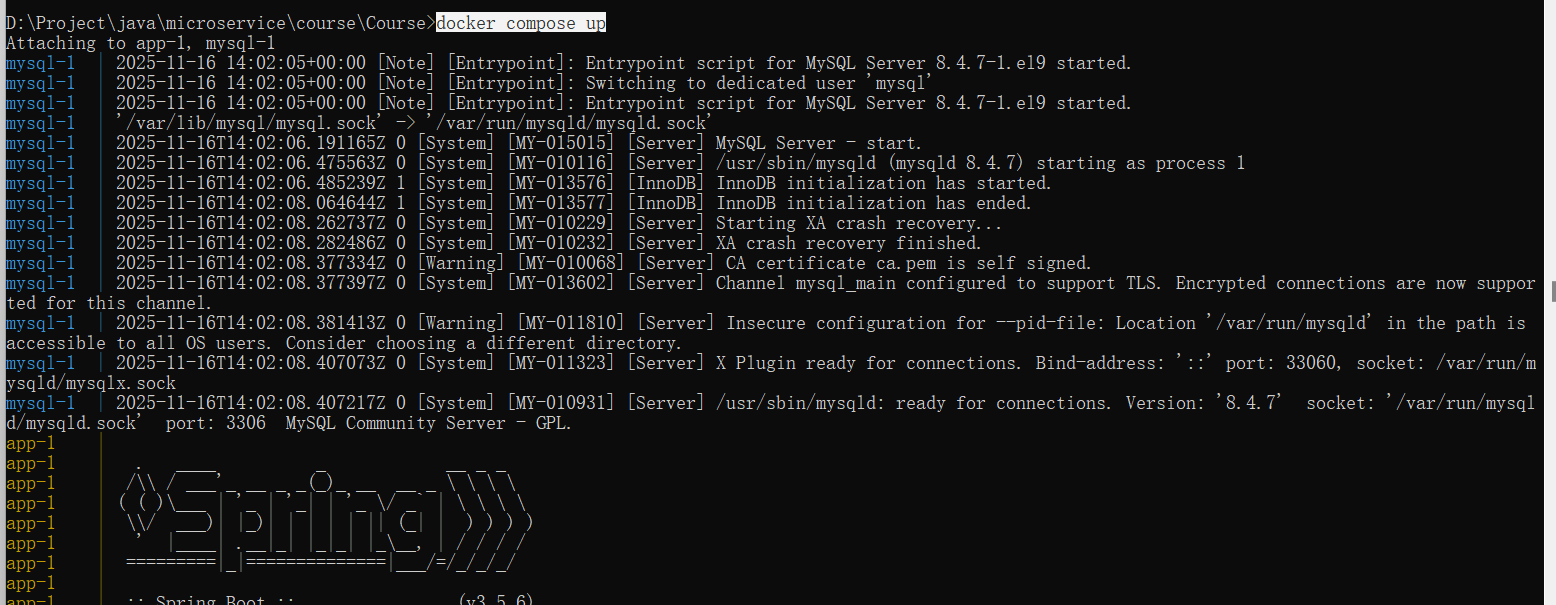 D:\Project\java\microservice\course\Course>docker compose up
Attaching to app-1, mysql-1
mysql-1  | 2025-11-16 14:02:05+00:00 [Note] [Entrypoint]: Entrypoint script for MySQL Server 8.4.7-1.el9 started.
mysql-1  | 2025-11-16 14:02:05+00:00 [Note] [Entrypoint]: Switching to dedicated user 'mysql'
mysql-1  | 2025-11-16 14:02:05+00:00 [Note] [Entrypoint]: Entrypoint script for MySQL Server 8.4.7-1.el9 started.
mysql-1  | '/var/lib/mysql/mysql.sock' -> '/var/run/mysqld/mysqld.sock'
mysql-1  | 2025-11-16T14:02:06.191165Z 0 [System] [MY-015015] [Server] MySQL Server - start.
mysql-1  | 2025-11-16T14:02:06.475563Z 0 [System] [MY-010116] [Server] /usr/sbin/mysqld (mysqld 8.4.7) starting as process 1
mysql-1  | 2025-11-16T14:02:06.485239Z 1 [System] [MY-013576] [InnoDB] InnoDB initialization has started.
mysql-1  | 2025-11-16T14:02:08.064644Z 1 [System] [MY-013577] [InnoDB] InnoDB initialization has ended.
mysql-1  | 2025-11-16T14:02:08.262737Z 0 [System] [MY-010229] [Server] Starting XA crash recovery...
mysql-1  | 2025-11-16T14:02:08.282486Z 0 [System] [MY-010232] [Server] XA crash recovery finished.
mysql-1  | 2025-11-16T14:02:08.377334Z 0 [Warning] [MY-010068] [Server] CA certificate ca.pem is self signed.
mysql-1  | 2025-11-16T14:02:08.377397Z 0 [System] [MY-013602] [Server] Channel mysql_main configured to support TLS. Encrypted connections are now suppor
ted for this channel.
mysql-1  | 2025-11-16T14:02:08.381413Z 0 [Warning] [MY-011810] [Server] Insecure configuration for --pid-file: Location '/var/run/mysqld' in the path is
accessible to all OS users. Consider choosing a different directory.
mysql-1  | 2025-11-16T14:02:08.407073Z 0 [System] [MY-011323] [Server] X Plugin ready for connections. Bind-address: '::' port: 33060, socket: /var/run/m
ysqld/mysqlx.sock
mysql-1  | 2025-11-16T14:02:08.407217Z 0 [System] [MY-010931] [Server] /usr/sbin/mysqld: ready for connections. Version: '8.4.7'  socket: '/var/run/mysql
d/mysqld.sock'  port: 3306  MySQL Community Server - GPL.
app-1    |
app-1    |   .   ____          _            __ _ _
app-1    |  /\\ / ___'_ __ _ _(_)_ __  __ _ \ \ \ \
app-1    | ( ( )\___ | '_ | '_| | '_ \/ _` | \ \ \ \
app-1    |  \\/  ___)| |_)| | | | | || (_| |  ) ) ) )
app-1    |   '  |____| .__|_| |_|_| |_\__, | / / / /
app-1    |  =========|_|==============|___/=/_/_/_/
app-1    |
app-1    |  :: Spring Boot ::                (v3.5.6)